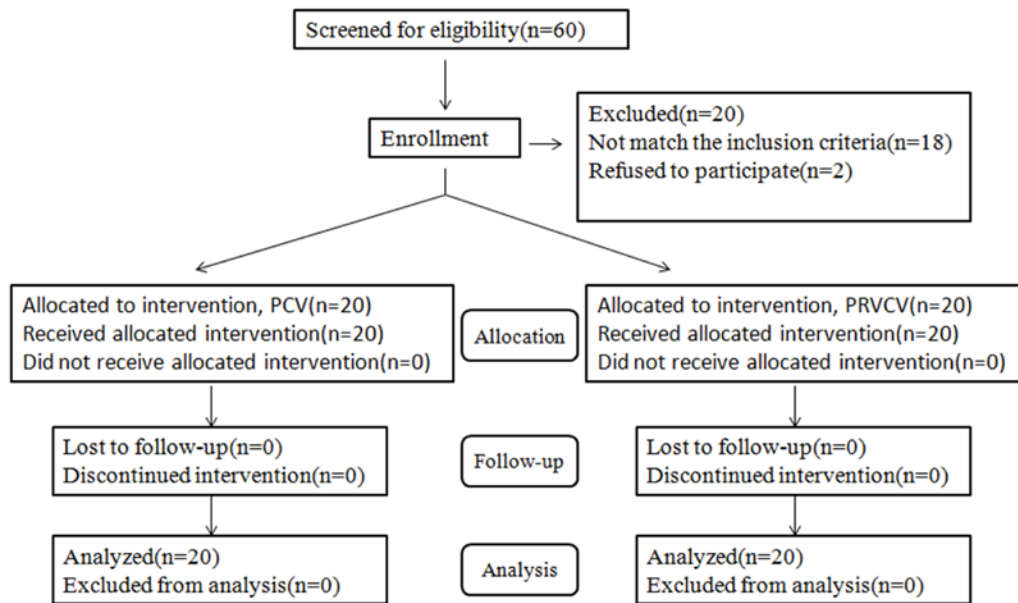 Screened for eligibility(n=60)
Enrollment
Excluded(n=20)
Not match the inclusion criteria(n=18)
Refused to participate(n=2)
Allocated to intervention, PCV(n=20)
Received allocated intervention(n=20)
Did not receive allocated intervention(n=0)
Allocation
Allocated to intervention, PRVCV(n=20)
Received allocated intervention(n=20)
Did not receive allocated intervention(n=0)
Lost to follow-up(n=0)
Discontinued intervention(n=0)
Follow-up
Lost to follow-up(n=0)
Discontinued intervention(n=0)
Analyzed(n=20)
Excluded from analysis(n=0)
Analysis
Analyzed(n=20)
Excluded from analysis(n=0)